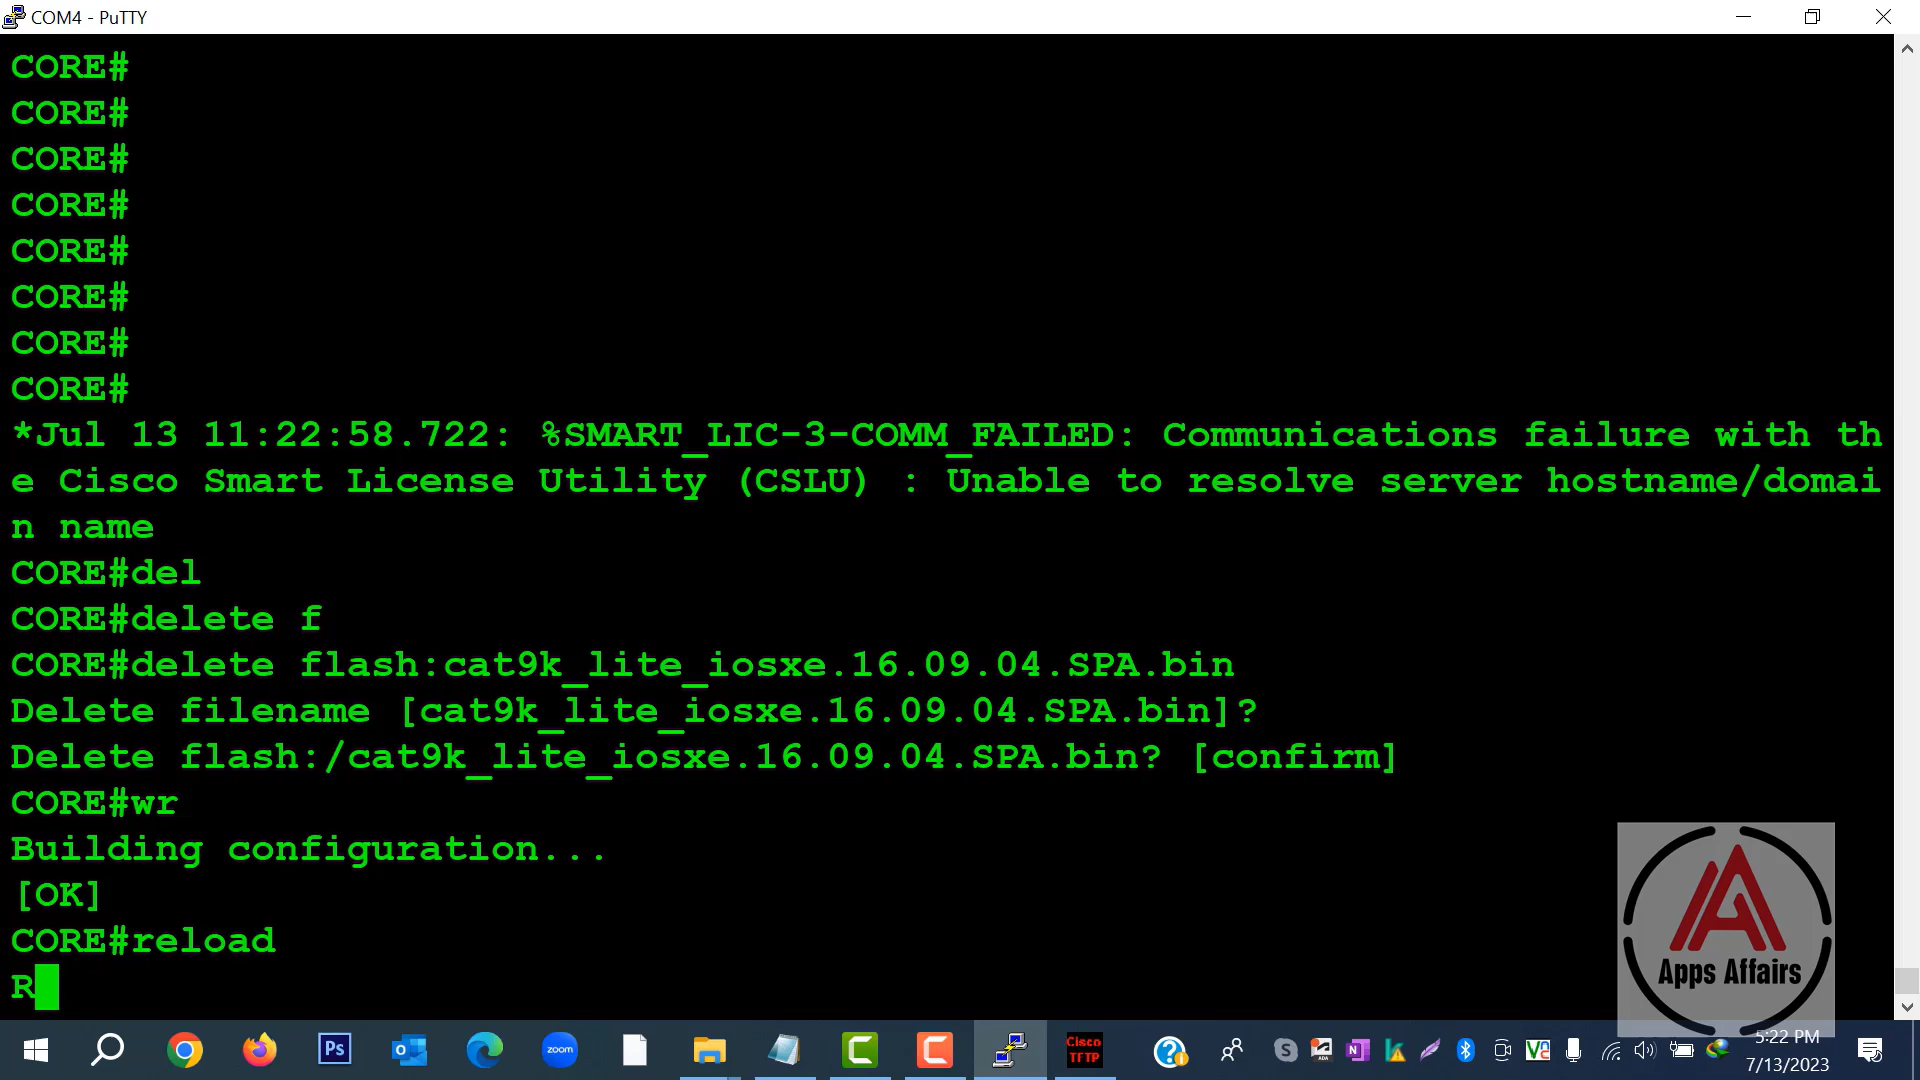 COM4 - PuTTY
CORE#
CORE#
CORE#
CORE#
CORE#
CORE#
CORE#
CORE#
*Jul 13 11:22:58.722: %SMART_LIC-3-COMM_FAILED: Communications failure with th
e Cisco Smart License Utility (CSLU) : Unable to resolve server hostname/domai
n name
CORE#del
CORE#delete f
CORE#delete flash:cat9k_lite_iosxe.16.09.04.SPA.bin
Delete filename [cat9k_lite_iosxe.16.09.04.SPA.bin]?
Delete flash:/cat9k_lite_iosxe.16.09.04.SPA.bin? [confirm]
CORE#wr
Building configuration...
[OK]
CORE#reload
R
Apps Affairs
Ps
zoom
Cisco
TFTP
5:22 PM
7/13/2023